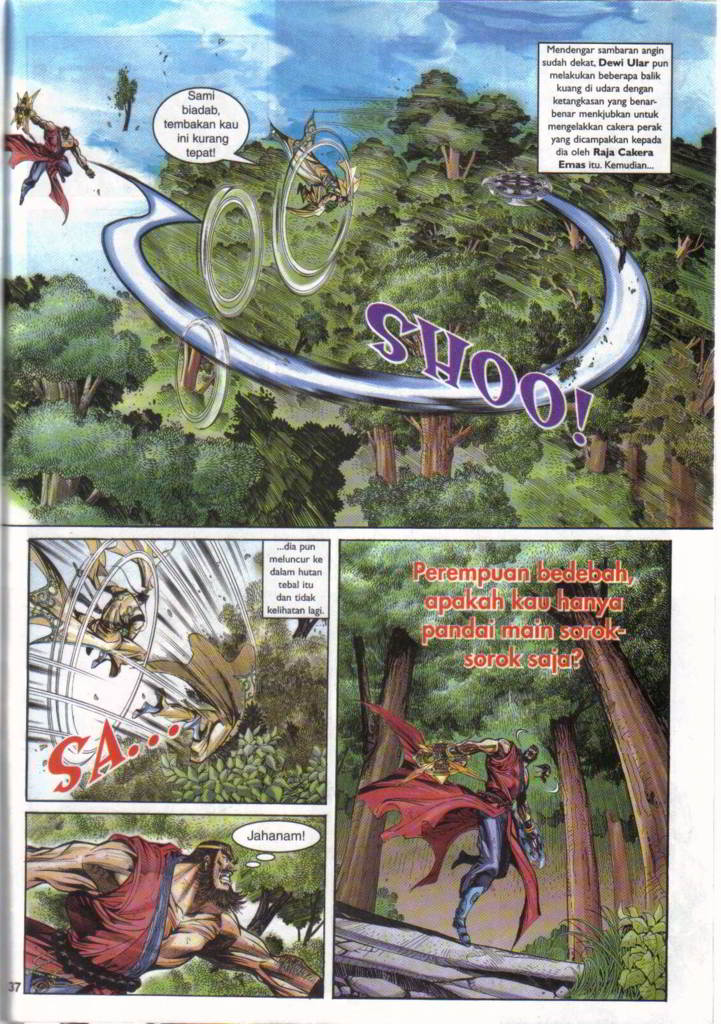 Mendengar sambaran angin
sudah dekat, Dewi Ular pun
melakukan beberapa balik
kuang di udara dengan
ketangkasan yang benar-
benar menkjubkan untuk
mengelakkan cakera perak
yang dicampakkan kepada
dia oleh Raja Cakera
Emas itu. Kemudian...
Sami
biadab,
tembakan kau
ini kurang
tepat!
SHOO!
...dia pun
meluncur ke
dalam hutan
tebal itu
dan tidak
kelihatan lagi.
SA...
Perempuan bedebah,
apakah kau hanya
pandai main sorok-
sorok saja?
Jahanam!
37